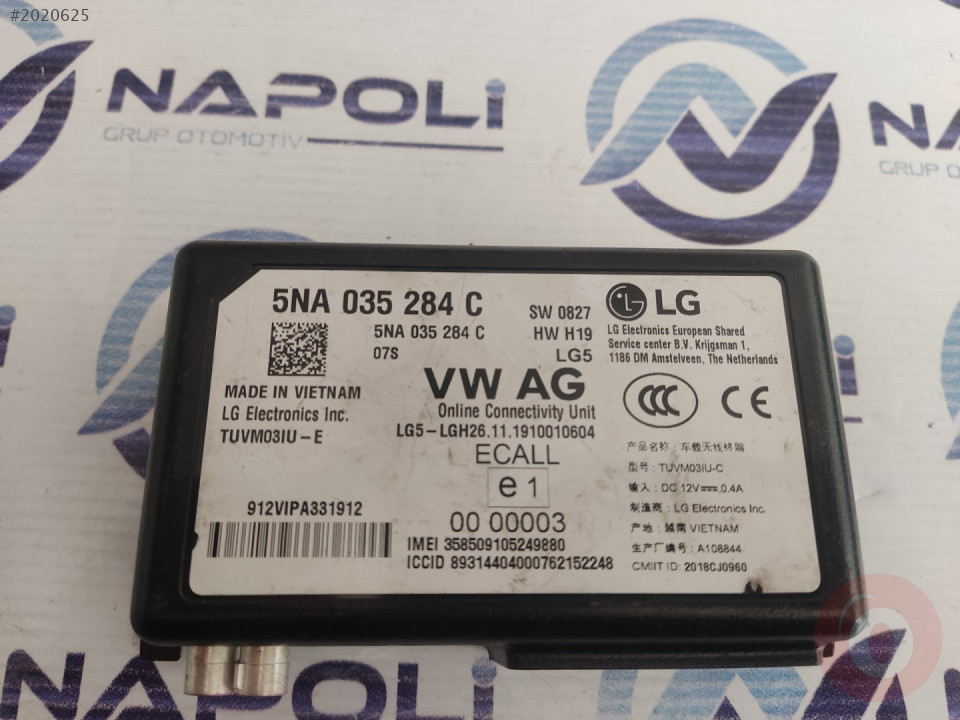 #2020625
NAPOLi
GRUP OTOMOTİV
NAPO
GRUP OTO
5NA 035 284 C
5NA 035 284 C
07S
SW 0827
HW H19
LG5
LG
LG Electronics European Shared
Service center B.V. Krijgsman 1,
1186 DM Amstelveen, The Netherlands
MADE IN VIETNAM
LG Electronics Inc.
TUVM03IU-E
VW AG
Online Connectivity Unit
LG5-LGH26.11.1910010604
ECALL
e1
00 00003
CCC CE
912VIPA331912
IMEI 358509105249880
ICCID 89314404000762152248
产品名称: 车载无线终端
型号: TUVM03IU-C
输入: DC 12V⎓, 0.4A
制造商: LG Electronics Inc.
产地: 越南 VIETNAM
生产厂编号: A108844
CMIIT ID: 2018CJ0960
NAPOLi
NAP